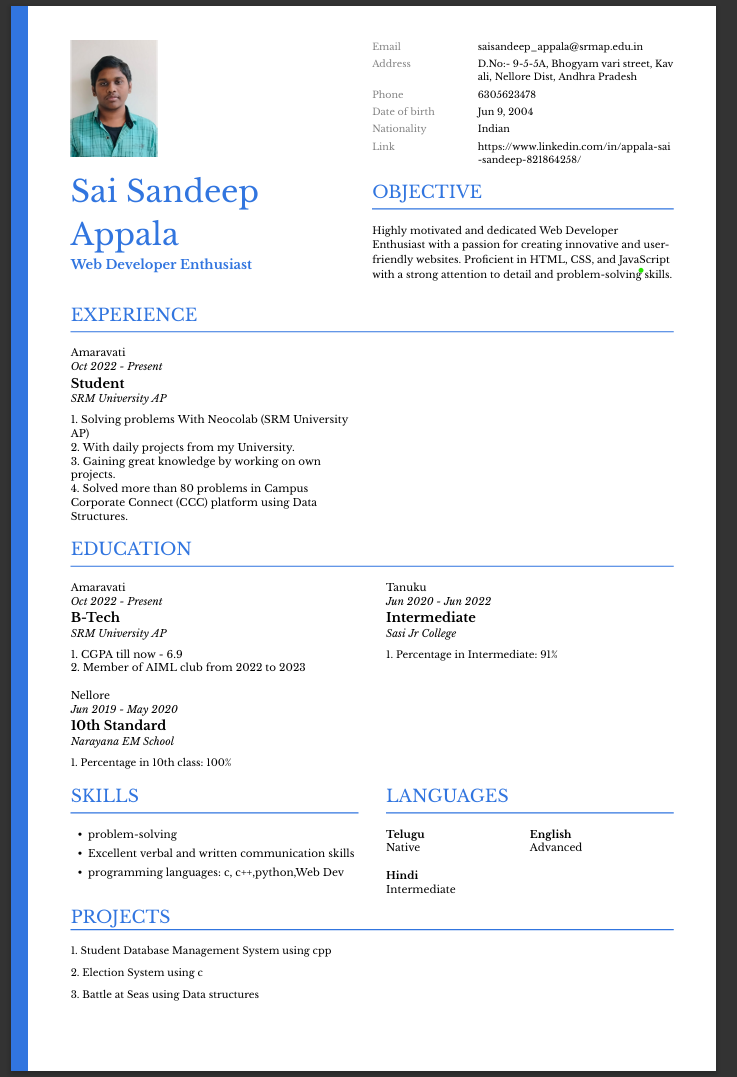 Email saisandeep_appala@srmap.edu.in
Address D.No:- 9-5-5A, Bhogyam vari street, Kav
ali, Nellore Dist, Andhra Pradesh
Phone 6305623478
Date of birth Jun 9, 2004
Nationality Indian
Link https://www.linkedin.com/in/appala-sai
-sandeep-821864258/
Sai Sandeep
Appala
Web Developer Enthusiast
OBJECTIVE
Highly motivated and dedicated Web Developer
Enthusiast with a passion for creating innovative and user-
friendly websites. Proficient in HTML, CSS, and JavaScript
with a strong attention to detail and problem-solving skills.
EXPERIENCE
Amaravati
Oct 2022 - Present
Student
SRM University AP
1. Solving problems With Neocolab (SRM University
AP)
2. With daily projects from my University.
3. Gaining great knowledge by working on own
projects.
4. Solved more than 80 problems in Campus
Corporate Connect (CCC) platform using Data
Structures.
EDUCATION
Amaravati
Oct 2022 - Present
B-Tech
SRM University AP
1. CGPA till now - 6.9
2. Member of AIML club from 2022 to 2023
Tanuku
Jun 2020 - Jun 2022
Intermediate
Sasi Jr College
1. Percentage in Intermediate: 91%
Nellore
Jun 2019 - May 2020
10th Standard
Narayana EM School
1. Percentage in 10th class: 100%
SKILLS
• problem-solving
• Excellent verbal and written communication skills
• programming languages: c, c++,python,Web Dev
LANGUAGES
Telugu
Native
English
Advanced
Hindi
Intermediate
PROJECTS
1. Student Database Management System using cpp
2. Election System using c
3. Battle at Seas using Data structures